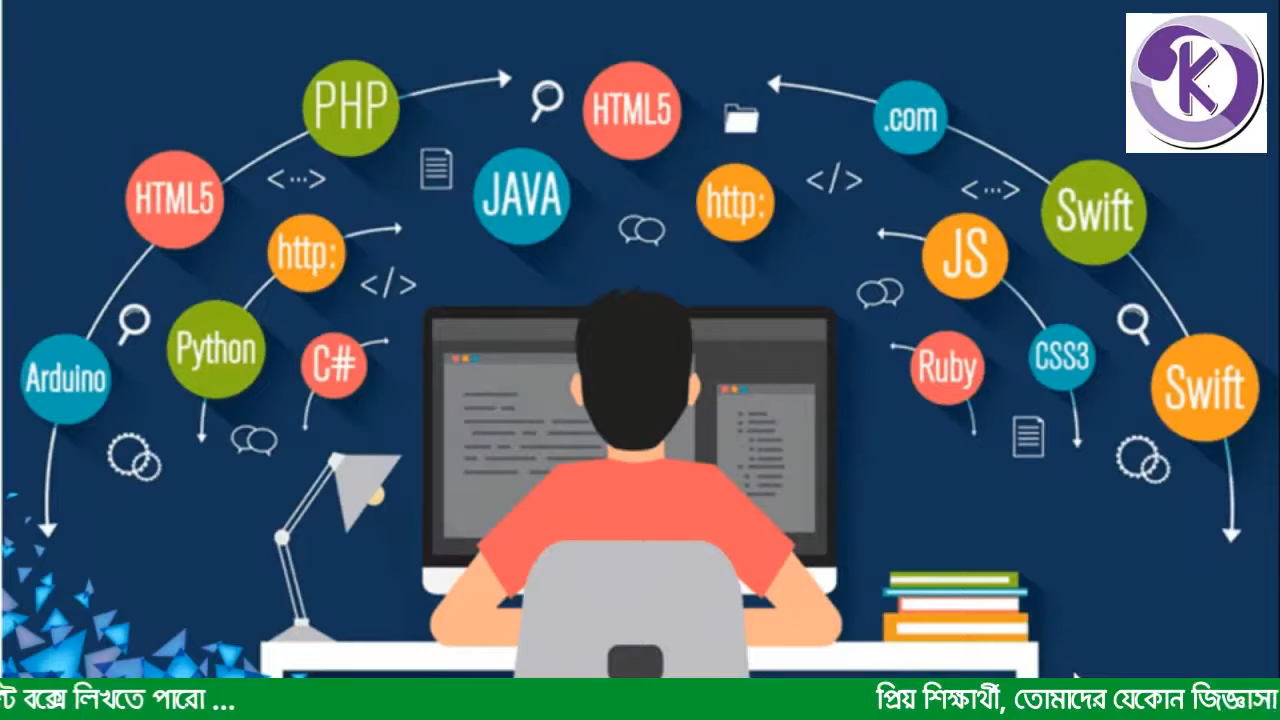 PHP
HTML5
.com
K
HTML5
JAVA
http:
Swift
http:
JS
Arduino
Python
C#
Ruby
CSS3
Swift
বক্সে লিখতে পারো ...
প্রিয় শিক্ষার্থী, তোমাদের যেকোন জিজ্ঞাসা